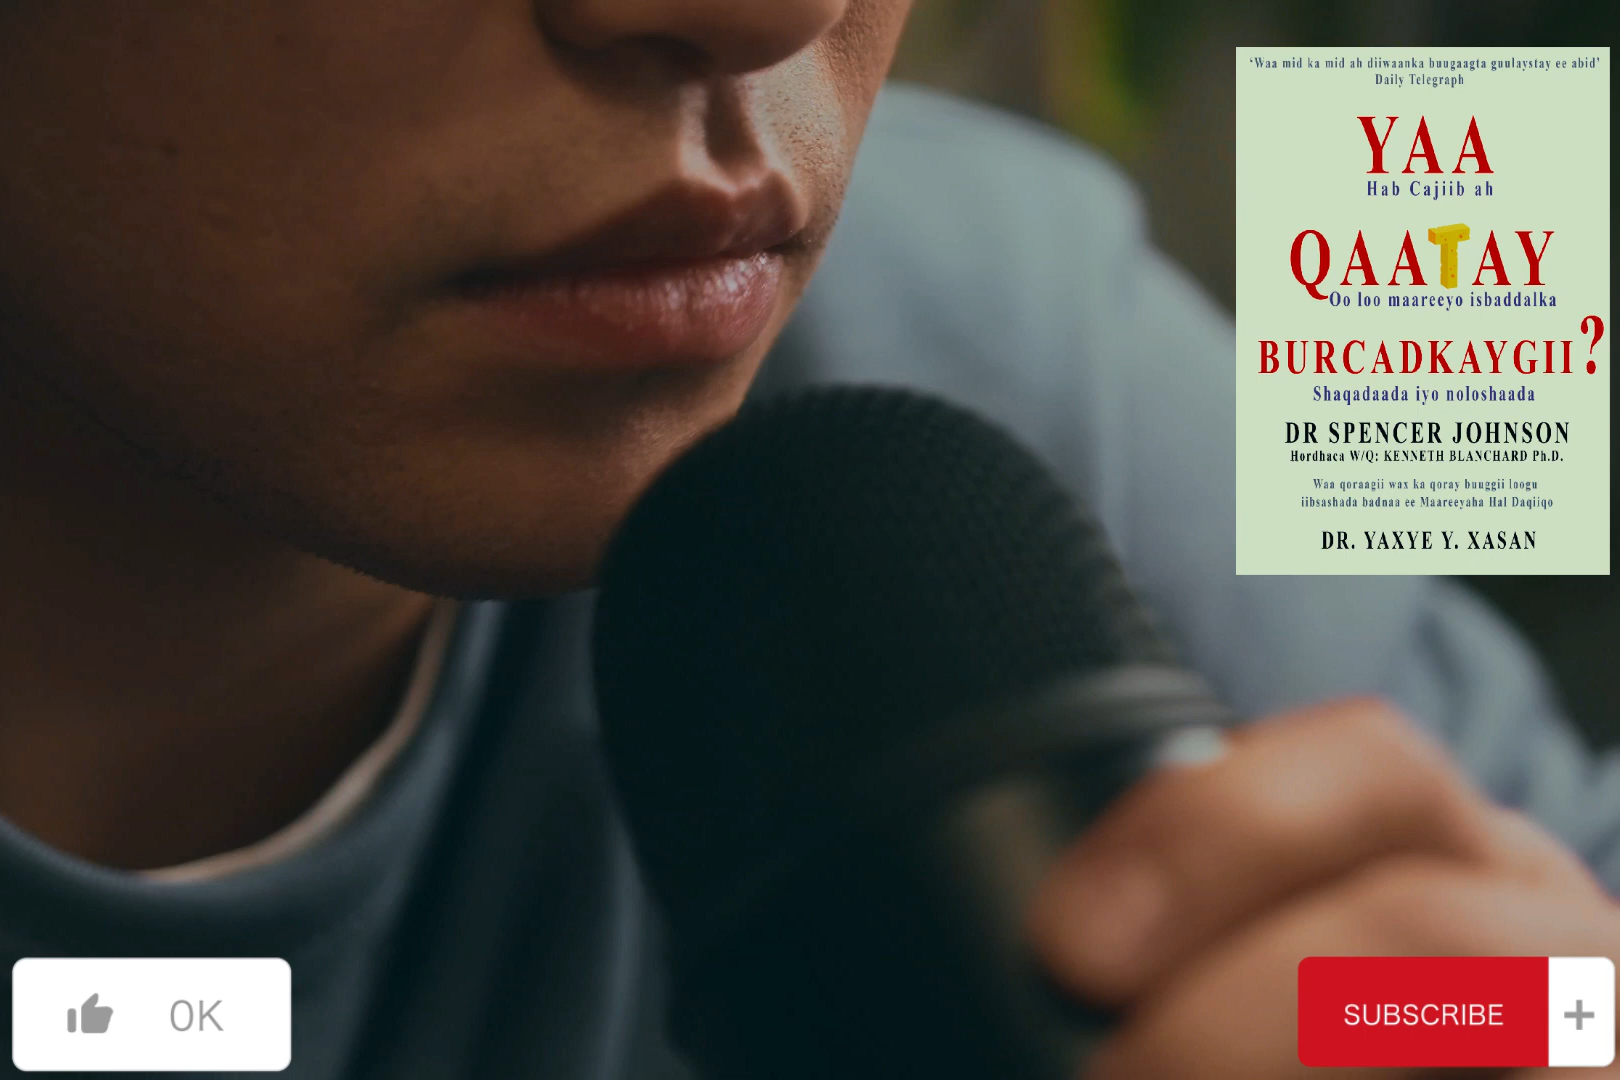 ‘Waa mid ka mid ah diiwaanka buugaagta guulaystay ee abid’
Daily Telegraph
YAA
Hab Cajiib ah
QAATAY
Oo loo maareeyo isbaddalka
BURCADKAYGII?
Shaqadaada iyo noloshaada
DR SPENCER JOHNSON
Hordhaca W/Q: KENNETH BLANCHARD Ph.D.
Waa qoraagii wax ka qoray buuggii loogu
iibsashada badnaa ee Maareeyaha Hal Daqiiqo
DR. YAXYE Y. XASAN
0K
SUBSCRIBE +